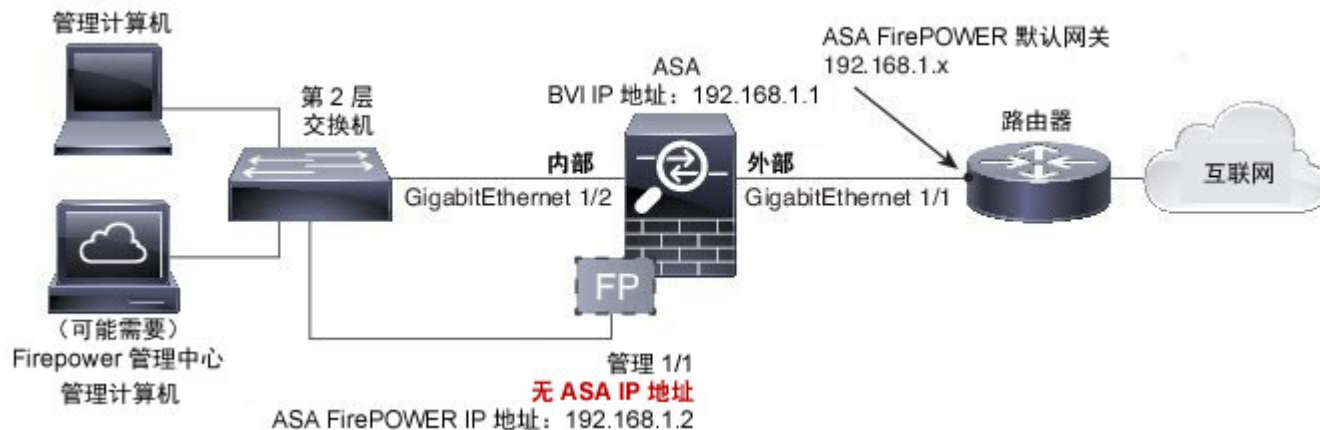 管理计算机
第 2 层
交换机
ASA
BVI IP 地址：192.168.1.1
ASA FirePOWER 默认网关
192.168.1.x
路由器
互联网
内部
GigabitEthernet 1/2
外部
GigabitEthernet 1/1
FP
（可能需要）
Firepower 管理中心
管理计算机
管理 1/1
无 ASA IP 地址
ASA FirePOWER IP 地址：192.168.1.2